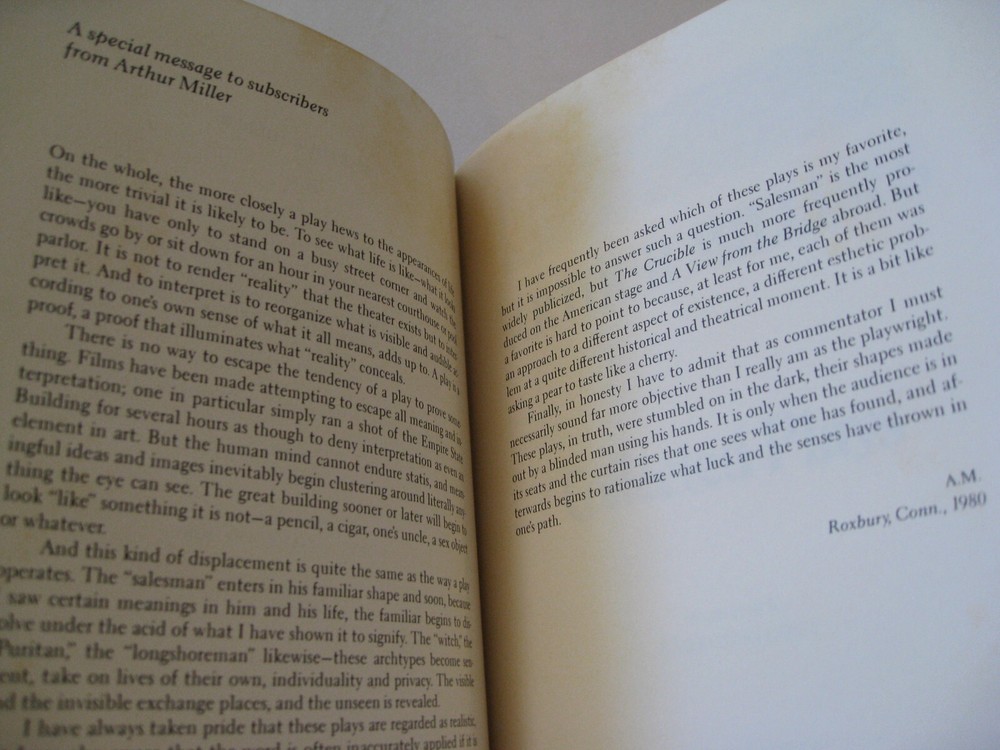 A special message to subscribers
from Arthur Miller
On the whole, the more closely a play hews to the appearances of life
the more trivial it is likely to be. To see what life is like—what it looks
like—you have only to stand on a busy street corner and watch the
crowds go by or sit down for an hour in your nearest courthouse or pool
parlor. It is not to render “reality” that the theater exists but to inter-
pret it. And to interpret is to reorganize what is visible and audible ac-
cording to one's own sense of what it all means, adds up to. A play is a
proof, a proof that illuminates what “reality” conceals.
There is no way to escape the tendency of a play to prove some
thing. Films have been made attempting to escape all meaning and in-
terpretation; one in particular simply ran a shot of the Empire State
Building for several hours as though to deny interpretation as even an
element in art. But the human mind cannot endure statis, and mean
ingful ideas and images inevitably begin clustering around literally any-
thing the eye can see. The great building sooner or later will begin to
look “like” something it is not—a pencil, a cigar, one's uncle, a sex object
or whatever.
And this kind of displacement is quite the same as the way a play
operates. The “salesman” enters in his familiar shape and soon, because
saw certain meanings in him and his life, the familiar begins to dis-
olve under the acid of what I have shown it to signify. The “witch,” the
Puritan,” the “longshoreman” likewise—these archtypes become sen
ent, take on lives of their own, individuality and privacy. The visible
nd the invisible exchange places, and the unseen is revealed.
I have always taken pride that these plays are regarded as realistic,
that the word is often inaccurately applied if it is
I have frequently been asked which of these plays is my favorite,
but it is impossible to answer such a question. “Salesman” is the most
widely publicized, but The Crucible is much more frequently pro-
duced on the American stage and A View from the Bridge abroad. But
a favorite is hard to point to because, at least for me, each of them was
an approach to a different aspect of existence, a different esthetic prob-
lem at a quite different historical and theatrical moment. It is a bit like
asking a pear to taste like a cherry.
Finally, in honesty I have to admit that as commentator I must
necessarily sound far more objective than I really am as the playwright.
These plays, in truth, were stumbled on in the dark, their shapes made
out by a blinded man using his hands. It is only when the audience is in
its seats and the curtain rises that one sees what one has found, and af-
terwards begins to rationalize what luck and the senses have thrown in
one's path.
A.M.
Roxbury, Conn., 1980